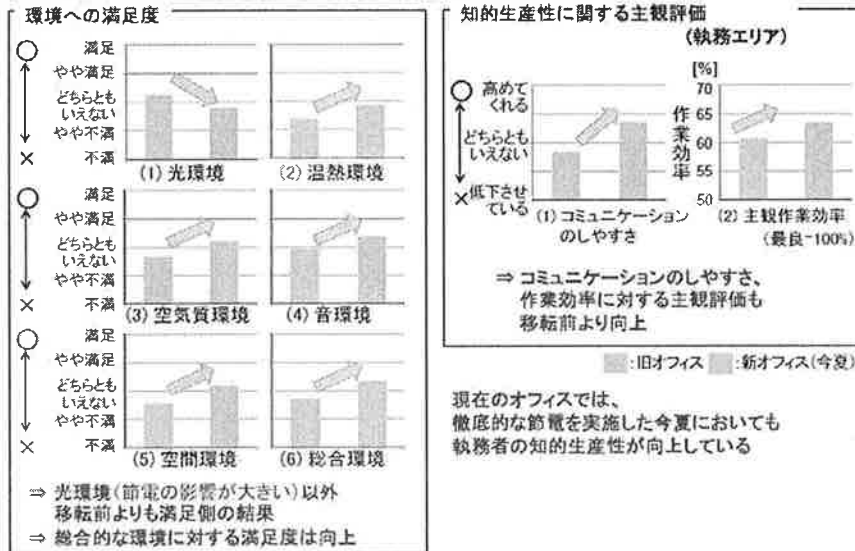 環境への満足度
満足
やや満足
どちらとも
いえない
やや不満
× 不満
(1) 光環境
(2) 温熱環境
満足
やや満足
どちらとも
いえない
やや不満
× 不満
(3) 空気質環境
(4) 音環境
満足
やや満足
どちらとも
いえない
やや不満
× 不満
(5) 空間環境
(6) 総合環境
⇒ 光環境(節電の影響が大きい)以外
移転前よりも満足側の結果
⇒ 総合的な環境に対する満足度は向上
知的生産性に関する主観評価
(執務エリア)
高めて
くれる
どちらとも
いえない
×低下させ
ている
(1) コミュニケーション
のしやすさ
[%]
作業効率
70
65
60
55
50
(2) 主観作業効率
(最良=100%)
⇒ コミュニケーションのしやすさ、
作業効率に対する主観評価も
移転前より向上
:旧オフィス :新オフィス(今夏)
現在のオフィスでは、
徹底的な節電を実施した今夏においても
執務者の知的生産性が向上している